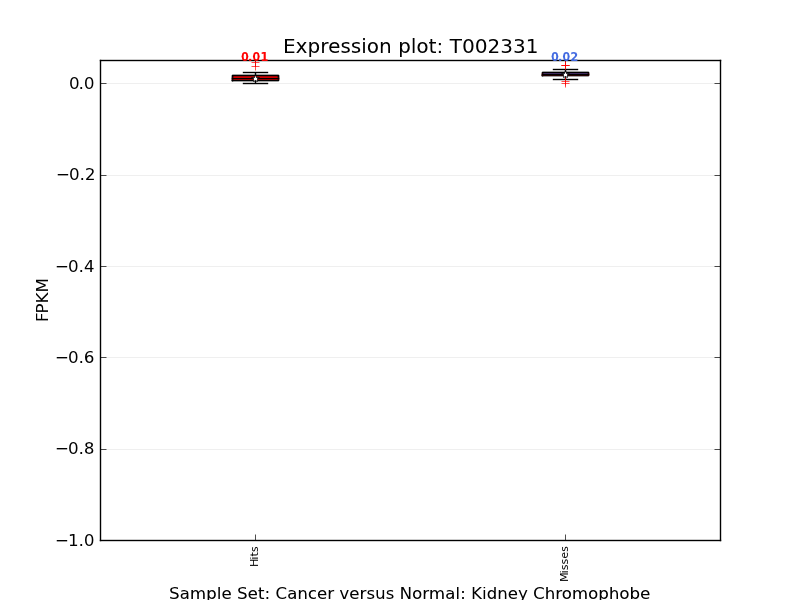 Expression plot: T002331
0.01
0.02
0.0
−0.2
−0.4
−0.6
−0.8
−1.0
FPKM
Hits
Misses
Sample Set: Cancer versus Normal: Kidney Chromophobe